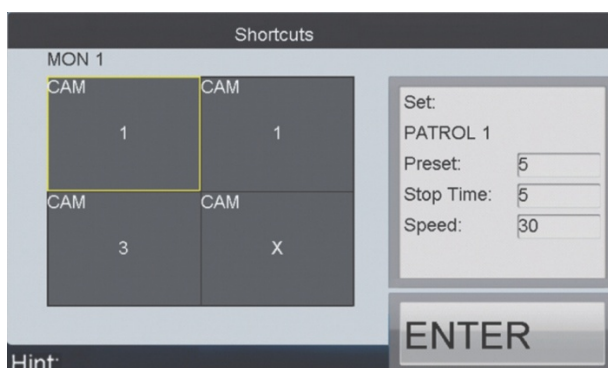 Shortcuts
MON 1
CAM
1
CAM
1
CAM
3
CAM
X
Set:
PATROL 1
Preset: 5
Stop Time: 5
Speed: 30
ENTER
Hint: